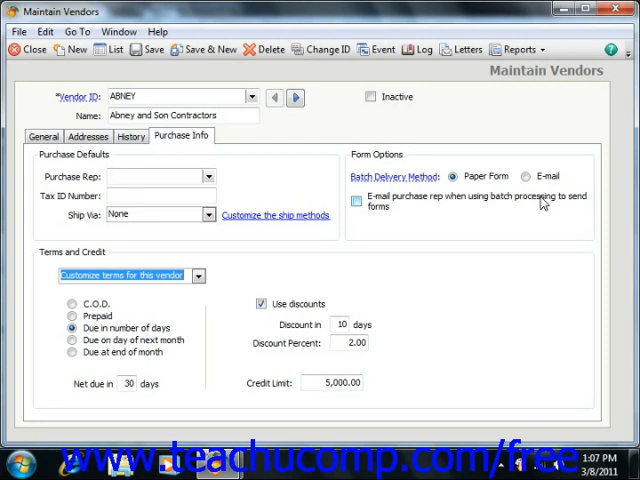 Maintain Vendors
File Edit Go To Window Help
Close New List Save Save & New Delete Change ID Event Log Letters Reports
Maintain Vendors
*Vendor ID: ABNEY
Inactive
Name: Abney and Son Contractors
General Addresses History Purchase Info
Purchase Defaults
Purchase Rep:
Tax ID Number:
Ship Via: None Customize the ship methods
Form Options
Batch Delivery Method: Paper Form E-mail
E-mail purchase rep when using batch processing to send
forms
Terms and Credit
Customize terms for this vendor
C.O.D.
Prepaid
Due in number of days
Due on day of next month
Due at end of month
Net due in 30 days
Use discounts
Discount in 10 days
Discount Percent: 2.00
Credit Limit: 5,000.00
www.teachucomp.com/free
1:07 PM
3/8/2011